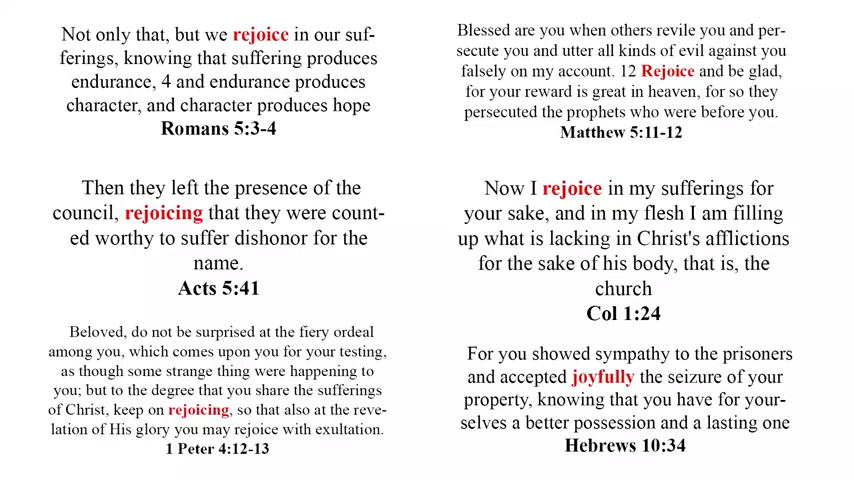 Not only that, but we rejoice in our suf-
ferings, knowing that suffering produces
endurance, 4 and endurance produces
character, and character produces hope
Romans 5:3-4
Then they left the presence of the
council, rejoicing that they were count-
ed worthy to suffer dishonor for the
name.
Acts 5:41
Beloved, do not be surprised at the fiery ordeal
among you, which comes upon you for your testing,
as though some strange thing were happening to
you; but to the degree that you share the sufferings
of Christ, keep on rejoicing, so that also at the reve-
lation of His glory you may rejoice with exultation.
1 Peter 4:12-13
Blessed are you when others revile you and per-
secute you and utter all kinds of evil against you
falsely on my account. 12 Rejoice and be glad,
for your reward is great in heaven, for so they
persecuted the prophets who were before you.
Matthew 5:11-12
Now I rejoice in my sufferings for
your sake, and in my flesh I am filling
up what is lacking in Christ's afflictions
for the sake of his body, that is, the
church
Col 1:24
For you showed sympathy to the prisoners
and accepted joyfully the seizure of your
property, knowing that you have for your-
selves a better possession and a lasting one
Hebrews 10:34